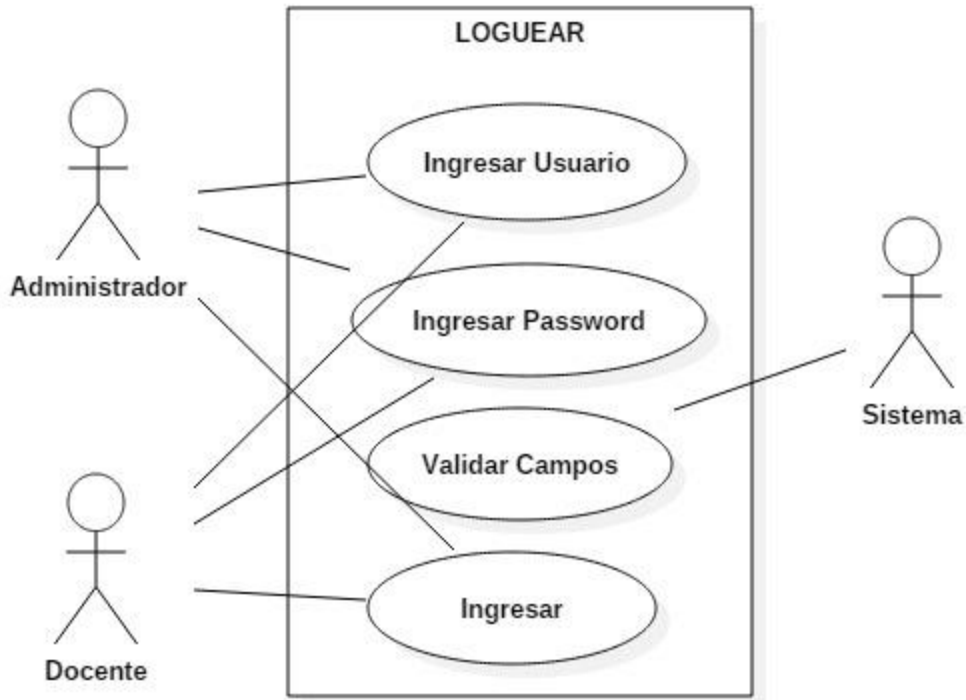 LOGUEAR
Ingresar Usuario
Administrador
Ingresar Password
Sistema
Validar Campos
Ingresar
Docente